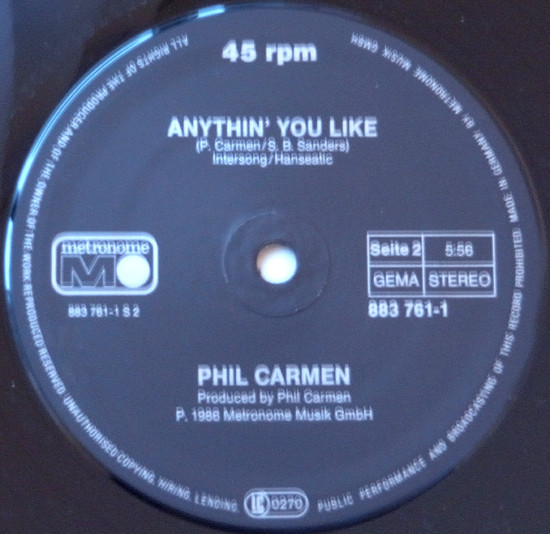 45 rpm
ANYTHIN' YOU LIKE
(P. Carmen/S. B. Sanders)
Intersong/Hanseatic
metronome
M
883 761-1 S 2
Seite 2 5:56
GEMA STEREO
883 761-1
PHIL CARMEN
Produced by Phil Carmen
P. 1986 Metronome Musik GmbH
ALL RIGHTS OF THE PRODUCER AND OF THE OWNER OF THE WORK REPRODUCED RESERVED UNAUTHORISED COPYING, HIRING, LENDING, PUBLIC PERFORMANCE AND BROADCASTING OF THIS RECORD PROHIBITED MADE IN GERMANY BY METRONOME MUSIK GMBH
LC 0270